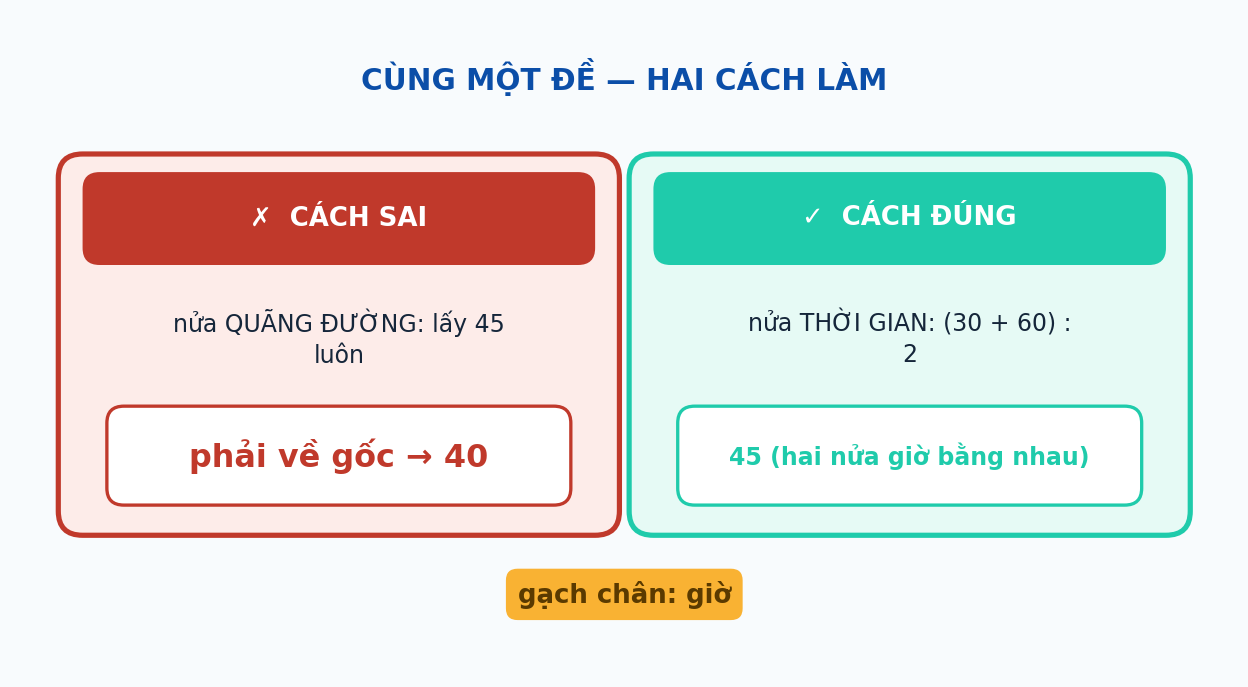 CÙNG MỘT ĐỀ — HAI CÁCH LÀM
✗ CÁCH SAI
nửa QUÃNG ĐƯỜNG: lấy 45
luôn
phải về gốc → 40
✓ CÁCH ĐÚNG
nửa THỜI GIAN: (30 + 60) :
2
45 (hai nửa giờ bằng nhau)
gạch chân: giờ